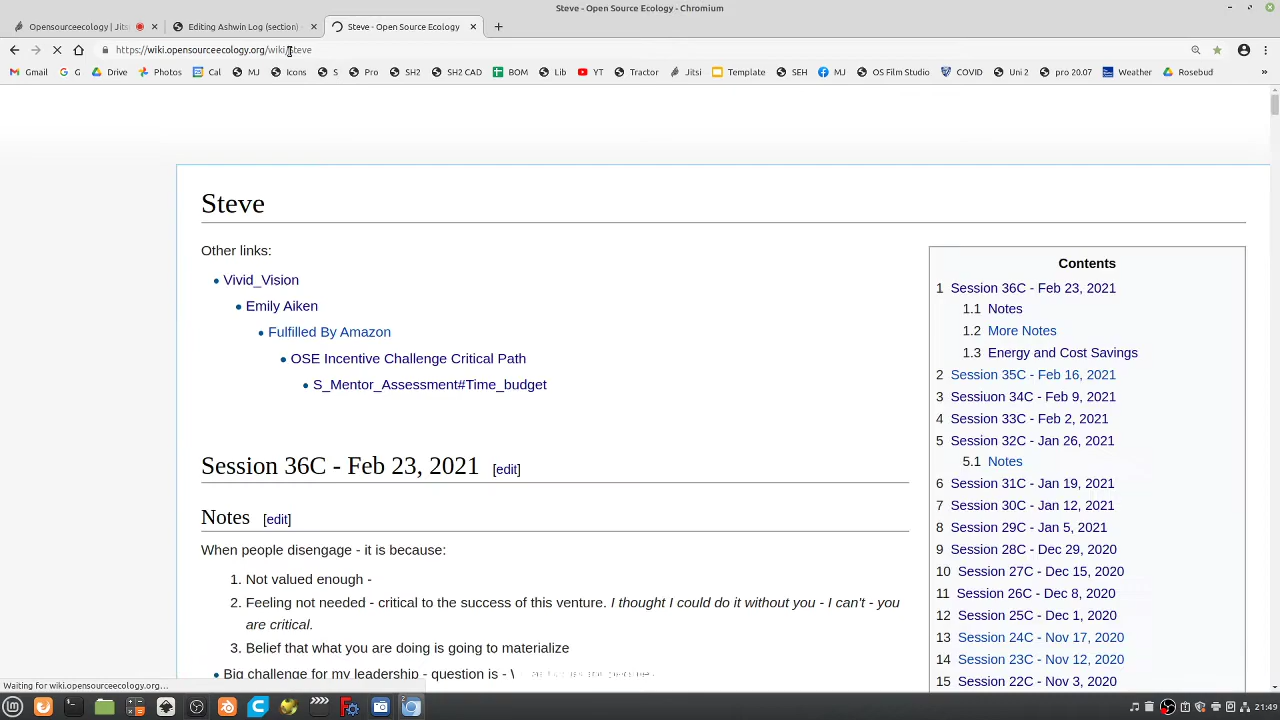 Steve - Open Source Ecology - Chromium
Opensourceecology | Jits
Editing Ashwin Log (section) -
Steve - Open Source Ecology
https://wiki.opensourceecology.org/wiki/Steve
Gmail G Drive Photos Cal MJ Icons S Pro SH2 SH2 CAD BOM Lib YT Tractor Jitsi Template SEH MJ OS Film Studio COVID Uni 2 pro 20.07 Weather Rosebud »
Steve
Other links:
Vivid_Vision
Emily Aiken
Fulfilled By Amazon
OSE Incentive Challenge Critical Path
S_Mentor_Assessment#Time_budget
Session 36C - Feb 23, 2021 [edit]
Notes [edit]
When people disengage - it is because:
1. Not valued enough -
2. Feeling not needed - critical to the success of this venture. I thought I could do it without you - I can't - you
are critical.
3. Belief that what you are doing is going to materialize
Big challenge for my leadership - question is -
Contents
1 Session 36C - Feb 23, 2021
1.1 Notes
1.2 More Notes
1.3 Energy and Cost Savings
2 Session 35C - Feb 16, 2021
3 Sessiuon 34C - Feb 9, 2021
4 Session 33C - Feb 2, 2021
5 Session 32C - Jan 26, 2021
5.1 Notes
6 Session 31C - Jan 19, 2021
7 Session 30C - Jan 12, 2021
8 Session 29C - Jan 5, 2021
9 Session 28C - Dec 29, 2020
10 Session 27C - Dec 15, 2020
11 Session 26C - Dec 8, 2020
12 Session 25C - Dec 1, 2020
13 Session 24C - Nov 17, 2020
14 Session 23C - Nov 12, 2020
15 Session 22C - Nov 3, 2020
Waiting for wiki.opensourceecology.org...
2
21:49